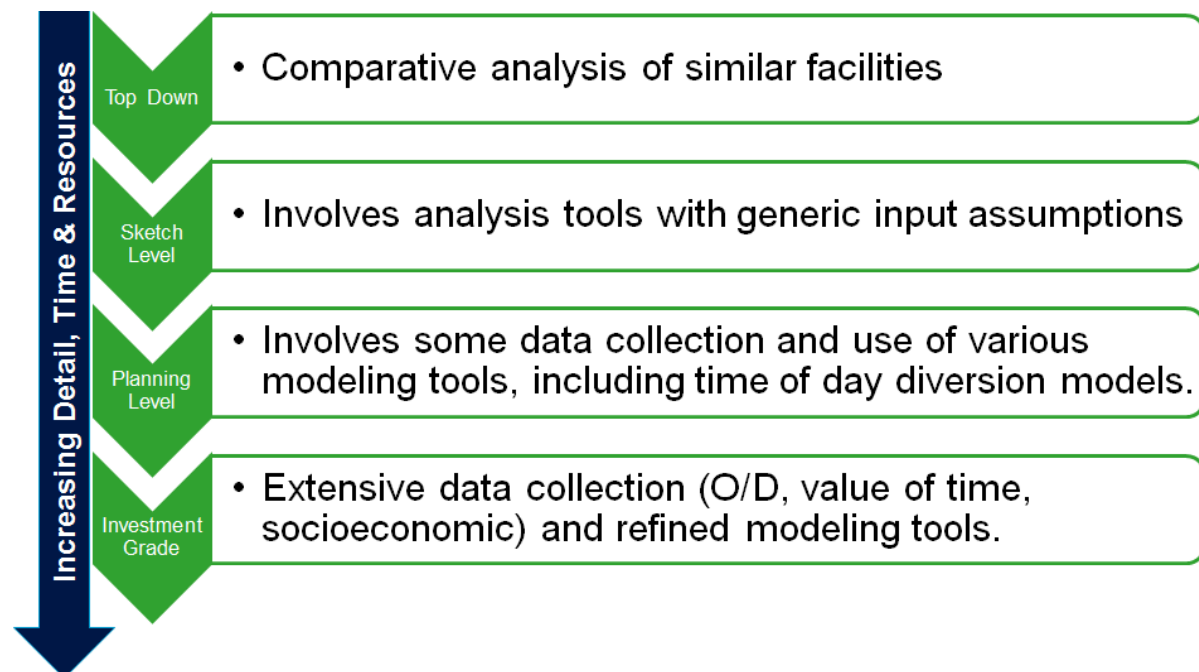 Increasing Detail, Time & Resources
Top Down
• Comparative analysis of similar facilities
Sketch
Level
• Involves analysis tools with generic input assumptions
Planning
Level
• Involves some data collection and use of various
modeling tools, including time of day diversion models.
Investment
Grade
• Extensive data collection (O/D, value of time,
socioeconomic) and refined modeling tools.